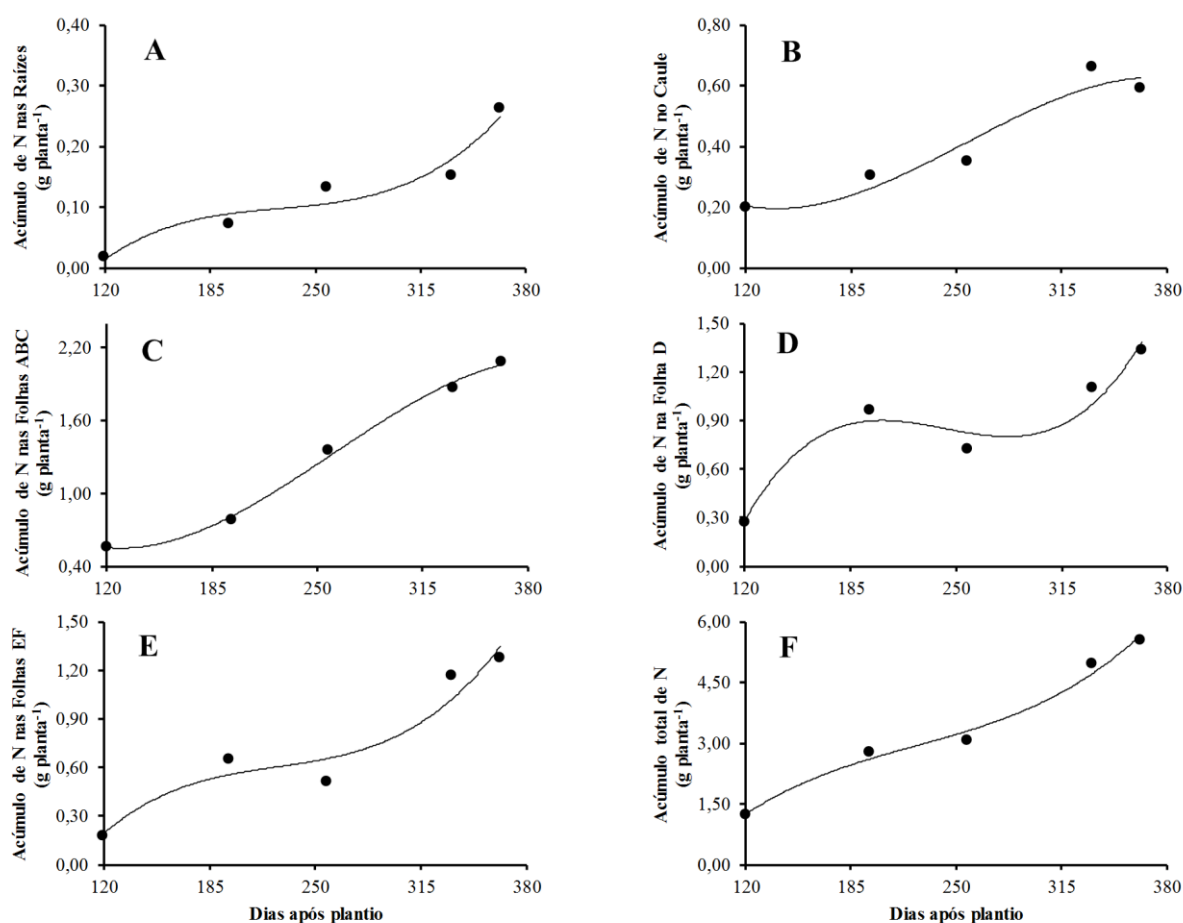 A
Acúmulo de N nas Raízes
(g planta⁻¹)
0,40
0,30
0,20
0,10
0,00
120 185 250 315 380
B
Acúmulo de N no Caule
(g planta⁻¹)
0,80
0,60
0,40
0,20
0,00
120 185 250 315 380
C
Acúmulo de N nas Folhas ABC
(g planta⁻¹)
2,20
1,60
1,00
0,40
120 185 250 315 380
D
Acúmulo de N na Folha D
(g planta⁻¹)
1,50
1,20
0,90
0,60
0,30
0,00
120 185 250 315 380
E
Acúmulo de N nas Folhas EF
(g planta⁻¹)
1,50
1,20
0,90
0,60
0,30
0,00
120 185 250 315 380
Dias após plantio
F
Acúmulo total de N
(g planta⁻¹)
6,00
4,50
3,00
1,50
0,00
120 185 250 315 380
Dias após plantio